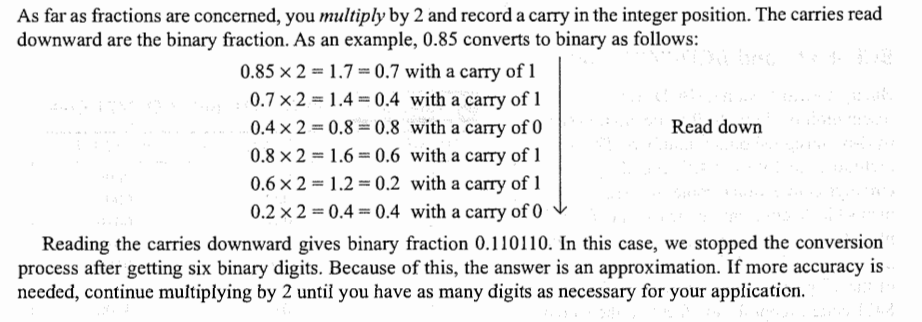 As far as fractions are concerned, you multiply by 2 and record a carry in the integer position. The carries read
downward are the binary fraction. As an example, 0.85 converts to binary as follows:
0.85 × 2 = 1.7 = 0.7 with a carry of 1
0.7 × 2 = 1.4 = 0.4 with a carry of 1
0.4 × 2 = 0.8 = 0.8 with a carry of 0 Read down
0.8 × 2 = 1.6 = 0.6 with a carry of 1
0.6 × 2 = 1.2 = 0.2 with a carry of 1
0.2 × 2 = 0.4 = 0.4 with a carry of 0
Reading the carries downward gives binary fraction 0.110110. In this case, we stopped the conversion
process after getting six binary digits. Because of this, the answer is an approximation. If more accuracy is
needed, continue multiplying by 2 until you have as many digits as necessary for your application.